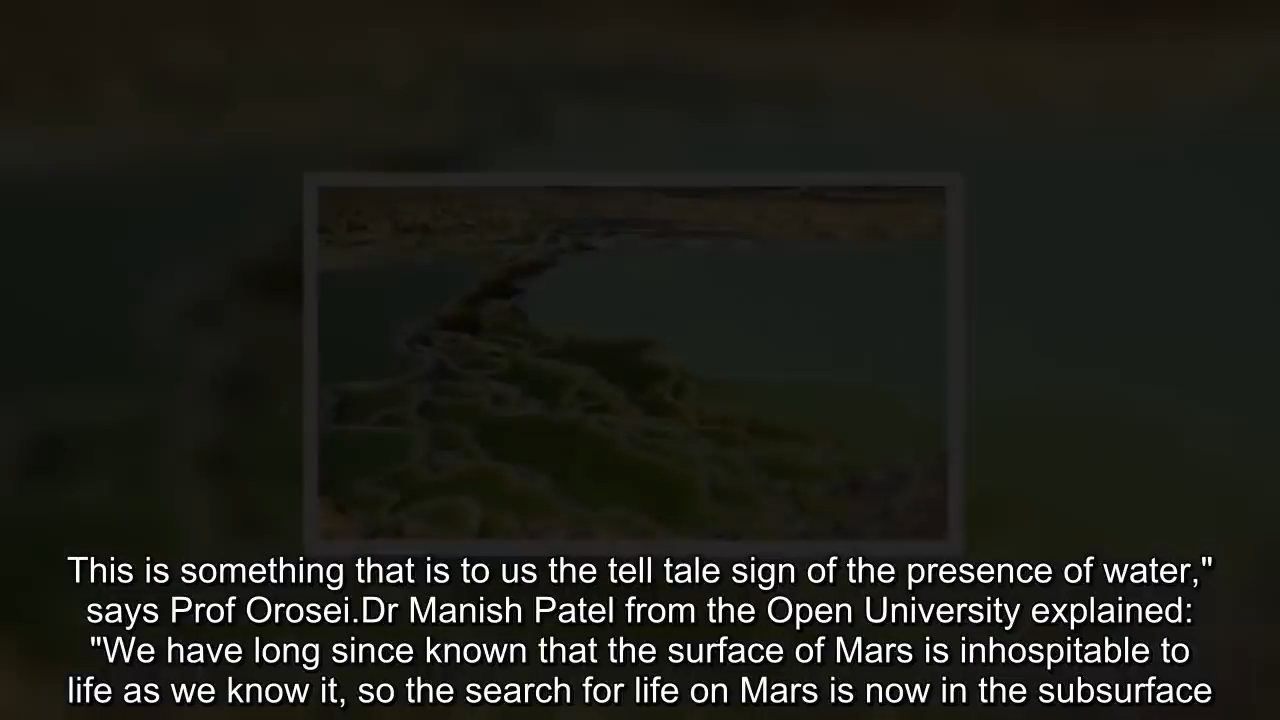 This is something that is to us the tell tale sign of the presence of water,"
says Prof Orosei.Dr Manish Patel from the Open University explained:
"We have long since known that the surface of Mars is inhospitable to
life as we know it, so the search for life on Mars is now in the subsurface